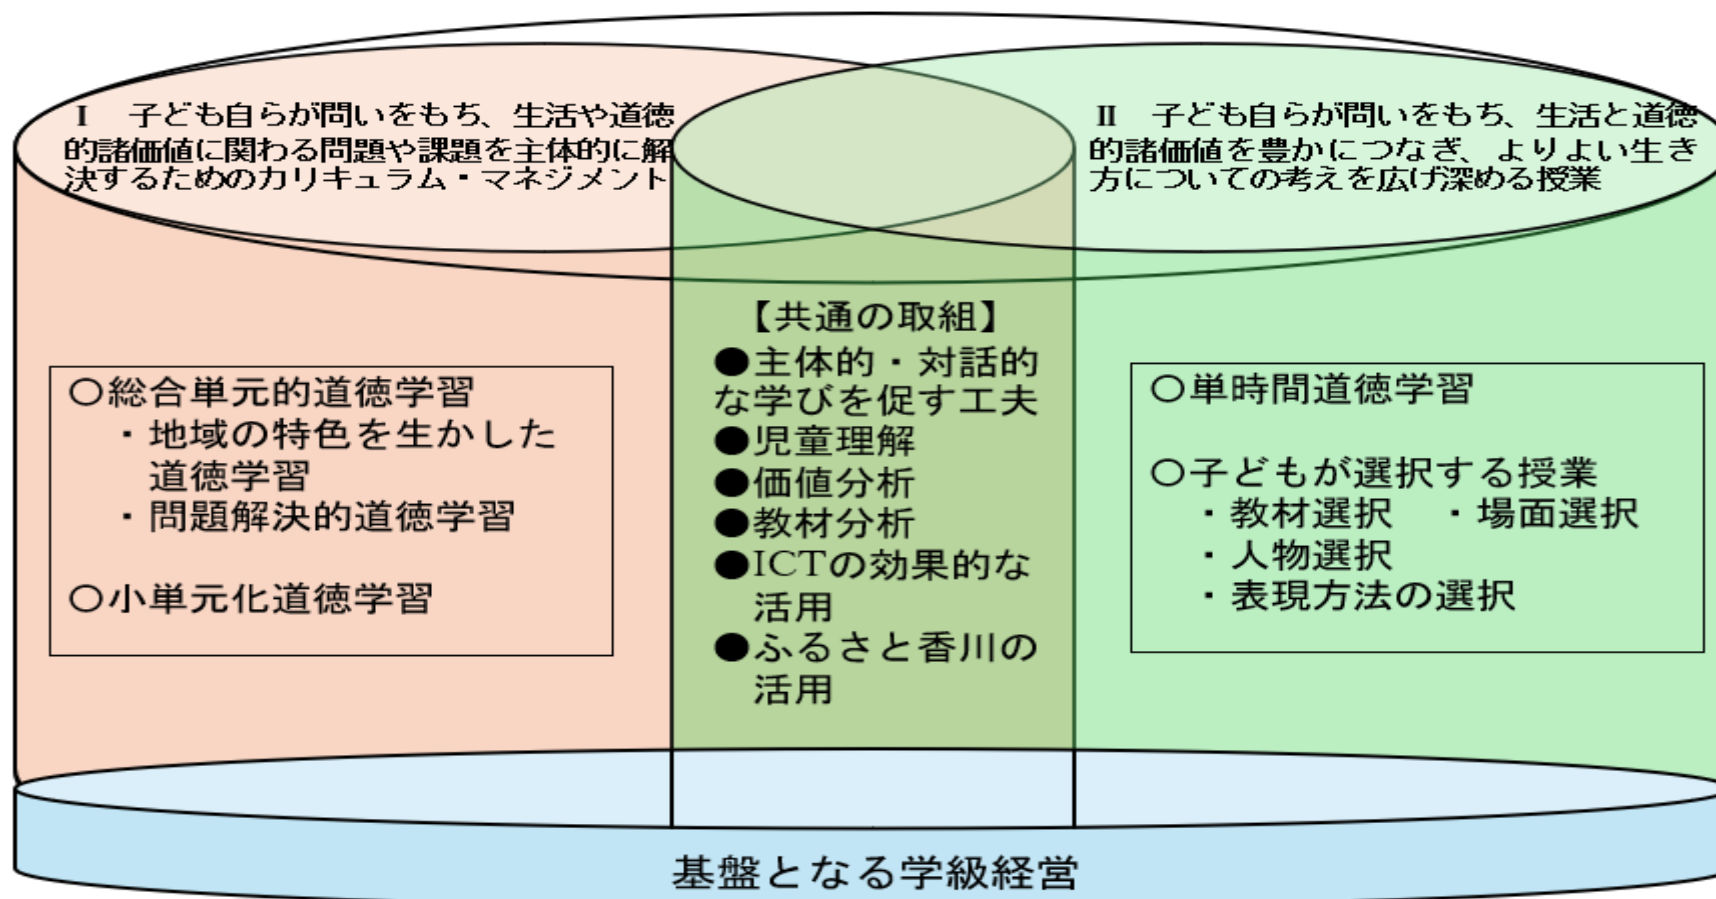 Ⅰ　子ども自らが問いをもち、生活や道徳
的諸価値に関わる問題や課題を主体的に解
決するためのカリキュラム・マネジメント
Ⅱ　子ども自らが問いをもち、生活と道徳
的諸価値を豊かにつなぎ、よりよい生き
方についての考えを広げ深める授業
○総合単元的道徳学習
・地域の特色を生かした
道徳学習
・問題解決的道徳学習
○小単元化道徳学習
【共通の取組】
●主体的・対話的
な学びを促す工夫
●児童理解
●価値分析
●教材分析
●ICTの効果的な
活用
●ふるさと香川の
活用
○単時間道徳学習
○子どもが選択する授業
・教材選択　・場面選択
・人物選択
・表現方法の選択
基盤となる学級経営